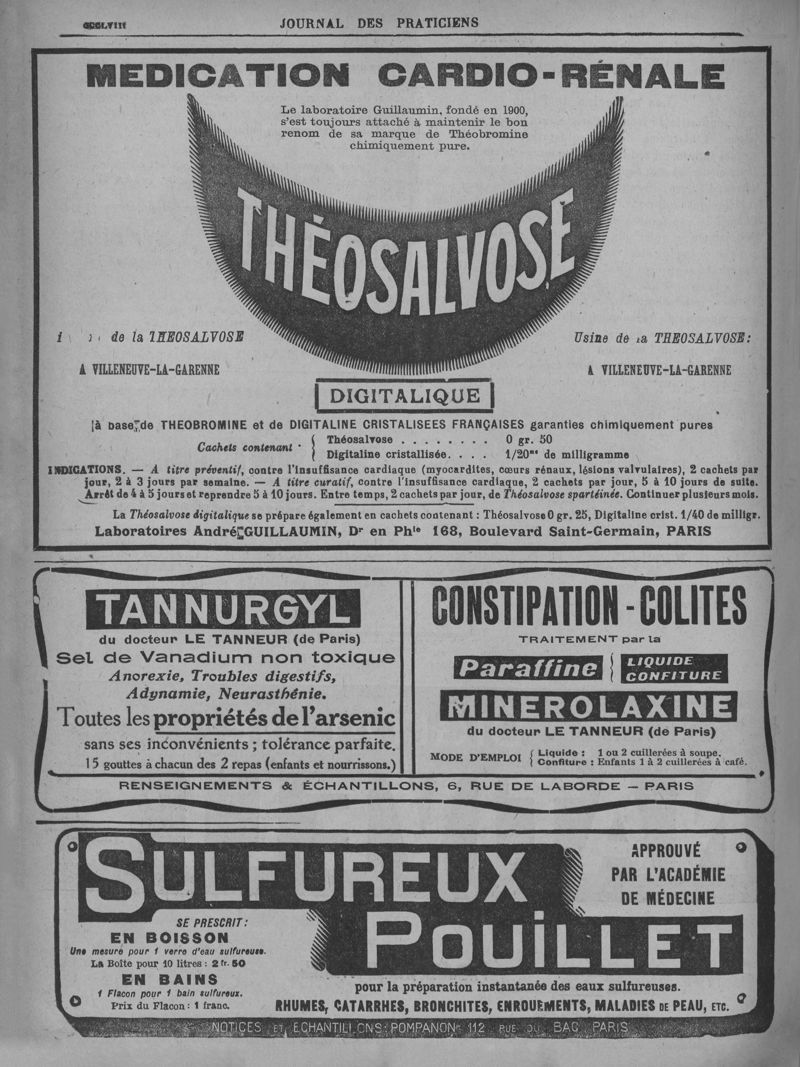 JOURNAL DES PRATICIENS
MEDICATION CARDIO-RÉNALE
Le laboratoire Guillaumin, fondé en 1900,
s'est toujours attaché à maintenir le bon
renom de sa marque de Théobromine
chimiquement pure.
THÉOSALVOSE
de la THEOSALVOSE
A VILLENEUVE-LA-GARENNE
Usine de la THEOSALVOSE:
A VILLENEUVE-LA-GARENNE
DIGITALIQUE
à base de THEOBROMINE et de DIGITALINE CRISTALISEES FRANÇAISES garanties chimiquement pures
Cachets contenant
Théosalvose . . . . . . . . 0 gr. 50
Digitaline cristallisée. . . . 1/20me de milligramme
INDICATIONS. — A titre préventif, contre l'insuffisance cardiaque (myocardites, cœurs rénaux, lésions valvulaires), 2 cachets par
jour, 2 à 3 jours par semaine. — A titre curatif, contre l'insuffisance cardiaque, 2 cachets par jour, 5 à 10 jours de suite.
Arrêt de 4 à 5 jours et reprendre 5 à 10 jours. Entre temps, 2 cachets par jour, de Théosalvose spartéinée. Continuer plusieurs mois.
La Théosalvose digitalique se prépare également en cachets contenant : Théosalvose 0 gr. 25, Digitaline crist. 1/40 de milligr.
Laboratoires André GUILLAUMIN, Dr en Phie 168, Boulevard Saint-Germain, PARIS
TANNURGYL
du docteur LE TANNEUR (de Paris)
Sel de Vanadium non toxique
Anorexie, Troubles digestifs,
Adynamie, Neurasthénie.
Toutes les propriétés de l'arsenic
sans ses inconvénients ; tolérance parfaite.
15 gouttes à chacun des 2 repas (enfants et nourrissons.)
CONSTIPATION - COLITES
TRAITEMENT par la
Paraffine { LIQUIDE
CONFITURE
MINEROLAXINE
du docteur LE TANNEUR (de Paris)
MODE D'EMPLOI { Liquide : 1 ou 2 cuillerées à soupe.
Confiture : Enfants 1 à 2 cuillerées à café.
RENSEIGNEMENTS & ÉCHANTILLONS, 6, RUE DE LABORDE — PARIS
SULFUREUX
POUILLET
APPROUVÉ
PAR L'ACADÉMIE
DE MÉDECINE
SE PRESCRIT:
EN BOISSON
Une mesure pour 1 verre d'eau sulfureuse.
La Boîte pour 10 litres : 2 fr. 50
EN BAINS
1 Flacon pour 1 bain sulfureux.
Prix du Flacon : 1 franc.
pour la préparation instantanée des eaux sulfureuses.
RHUMES, CATARRHES, BRONCHITES, ENROUEMENTS, MALADIES DE PEAU, ETC.
NOTICES ET ECHANTILLONS: POMPANON 112 RUE DU BAC PARIS